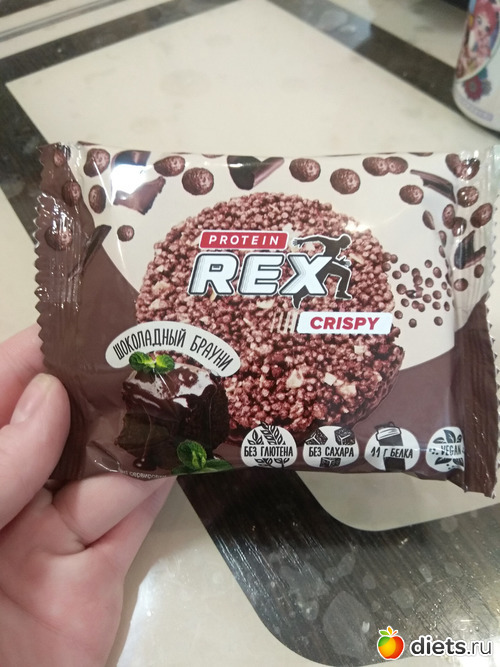 PROTEIN
REX
CRISPY
ШОКОЛАДНЫЙ БРАУНИ
БЕЗ ГЛЮТЕНА
БЕЗ САХАРА
11 Г БЕЛКА
VEGAN
diets.ru